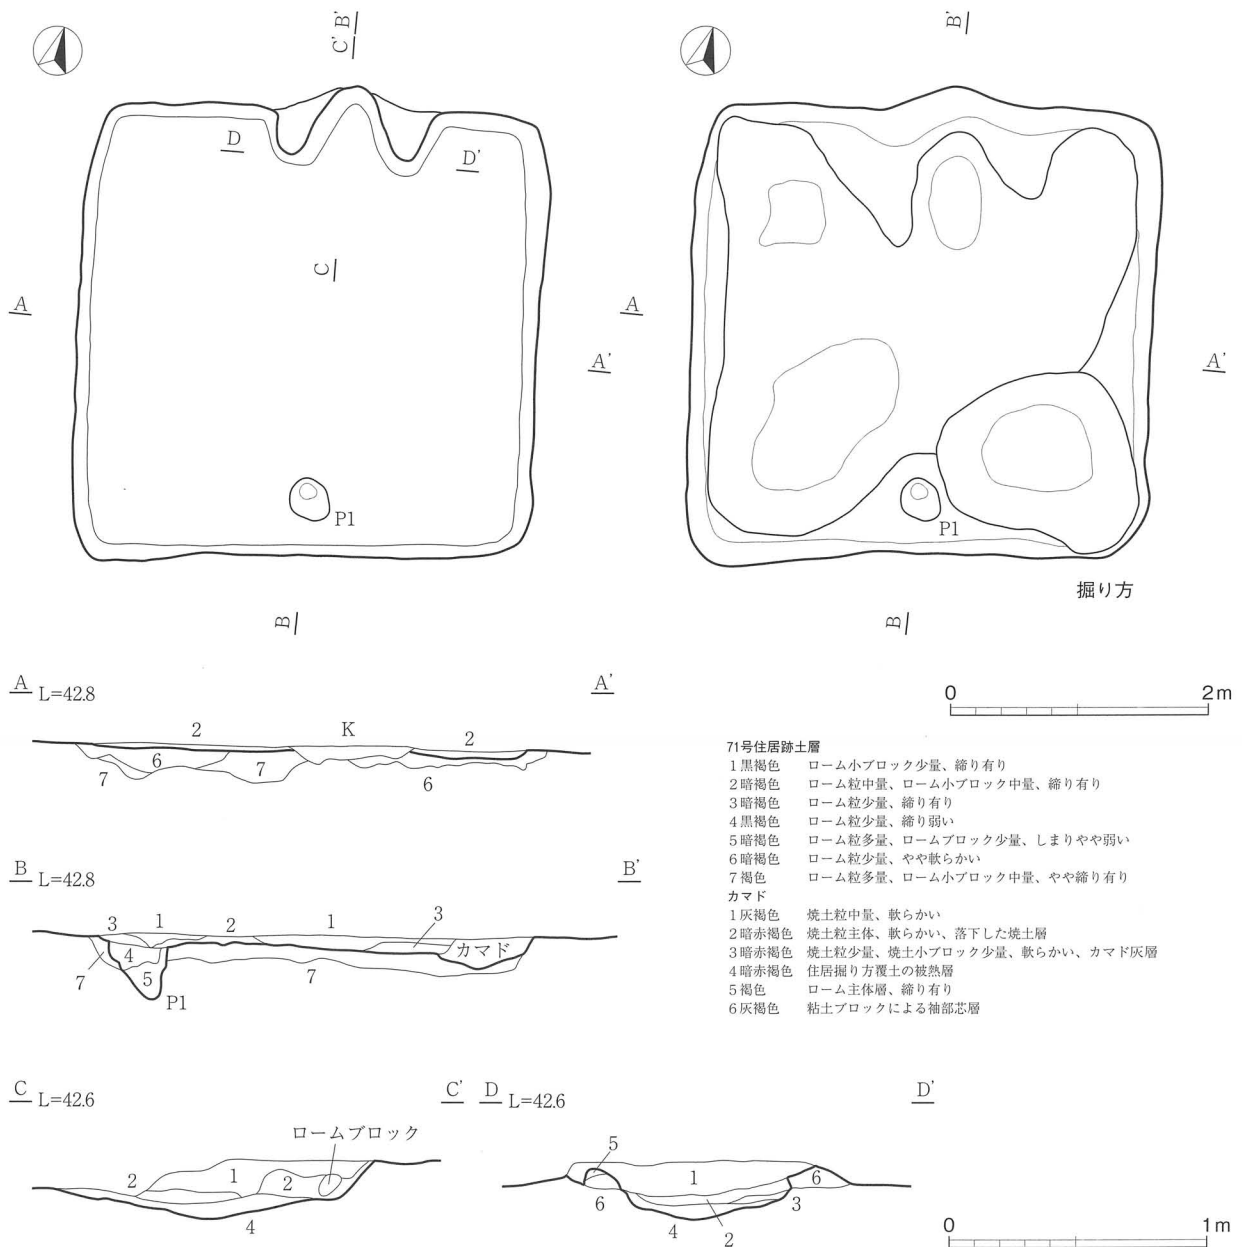 C' B'
D
D'
C
A
A'
P1
B
B'
A
A'
P1
掘り方
B
A L=42.8 A'
2 K 2
6
7 7 6
B L=42.8 B'
3 1 2 1 3
4 カマド
7 5 7
P1
C L=42.6 C'
ロームブロック
2 1 2
4
D L=42.6 D'
5
1
6 6
3
4 2
0 2m
71号住居跡土層
1黒褐色 ローム小ブロック少量、締り有り
2暗褐色 ローム粒中量、ローム小ブロック中量、締り有り
3暗褐色 ローム粒少量、締り有り
4黒褐色 ローム粒少量、締り弱い
5暗褐色 ローム粒多量、ロームブロック少量、しまりやや弱い
6暗褐色 ローム粒少量、やや軟らかい
7褐色 ローム粒多量、ローム小ブロック中量、やや締り有り
カマド
1灰褐色 焼土粒中量、軟らかい
2暗赤褐色 焼土粒主体、軟らかい、落下した焼土層
3暗赤褐色 焼土粒少量、焼土小ブロック少量、軟らかい、カマド灰層
4暗赤褐色 住居掘り方覆土の被熱層
5褐色 ローム主体層、締り有り
6灰褐色 粘土ブロックによる袖部芯層
0 1m